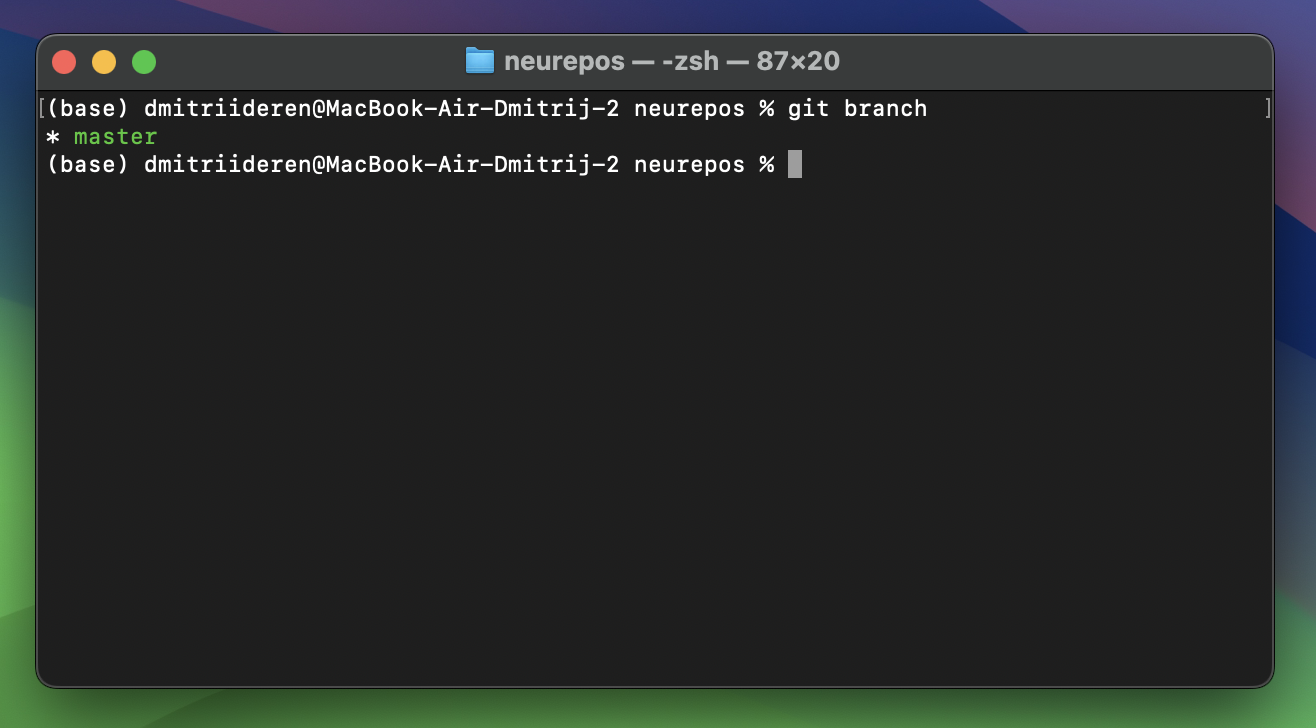 neurepos — -zsh — 87×20
[(base) dmitriideren@MacBook-Air-Dmitrij-2 neurepos % git branch ]
* master
(base) dmitriideren@MacBook-Air-Dmitrij-2 neurepos %